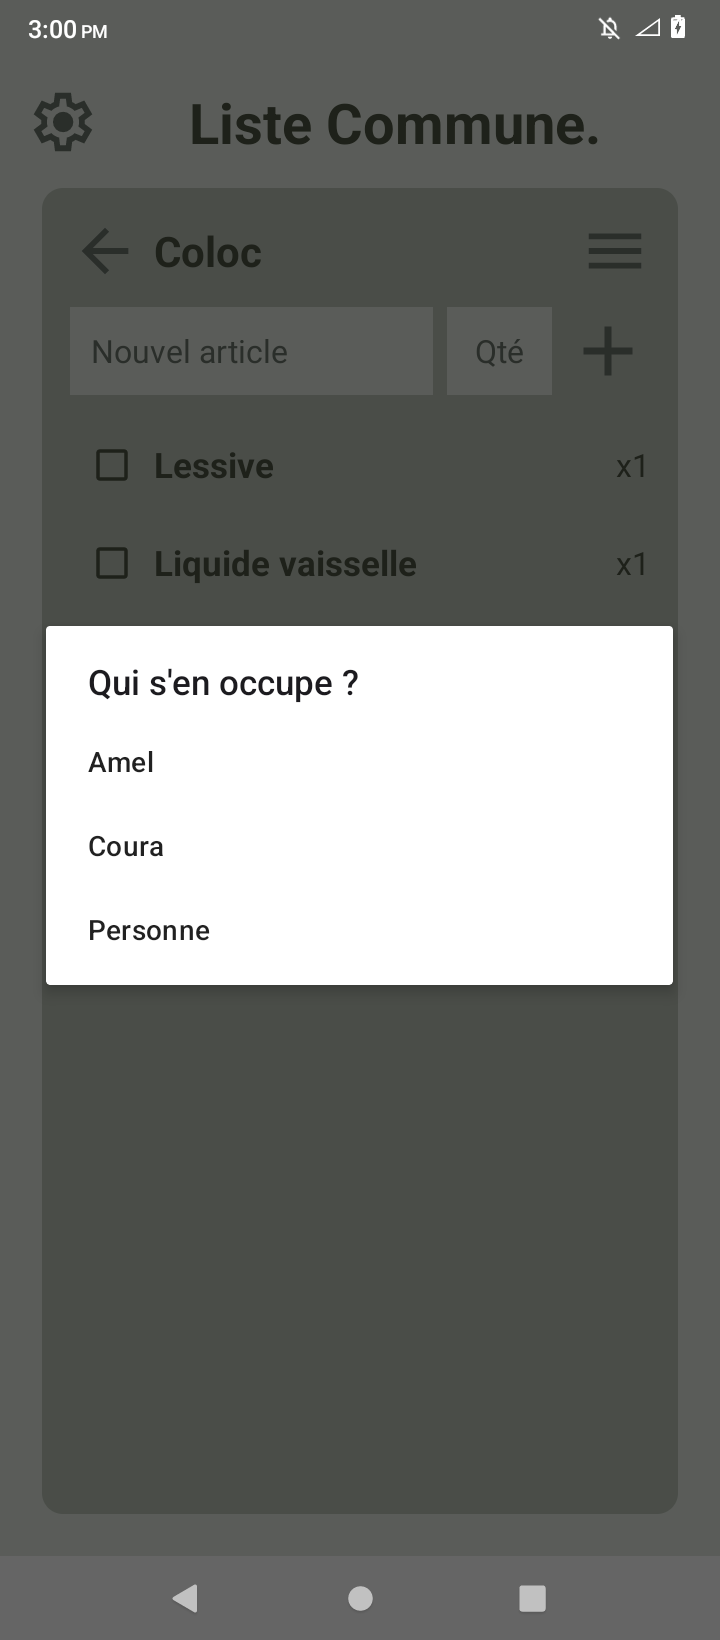 3:00 PM
Liste Commune.
Coloc
Nouvel article
Qté
Lessive x1
Liquide vaisselle x1
Qui s'en occupe ?
Amel
Coura
Personne